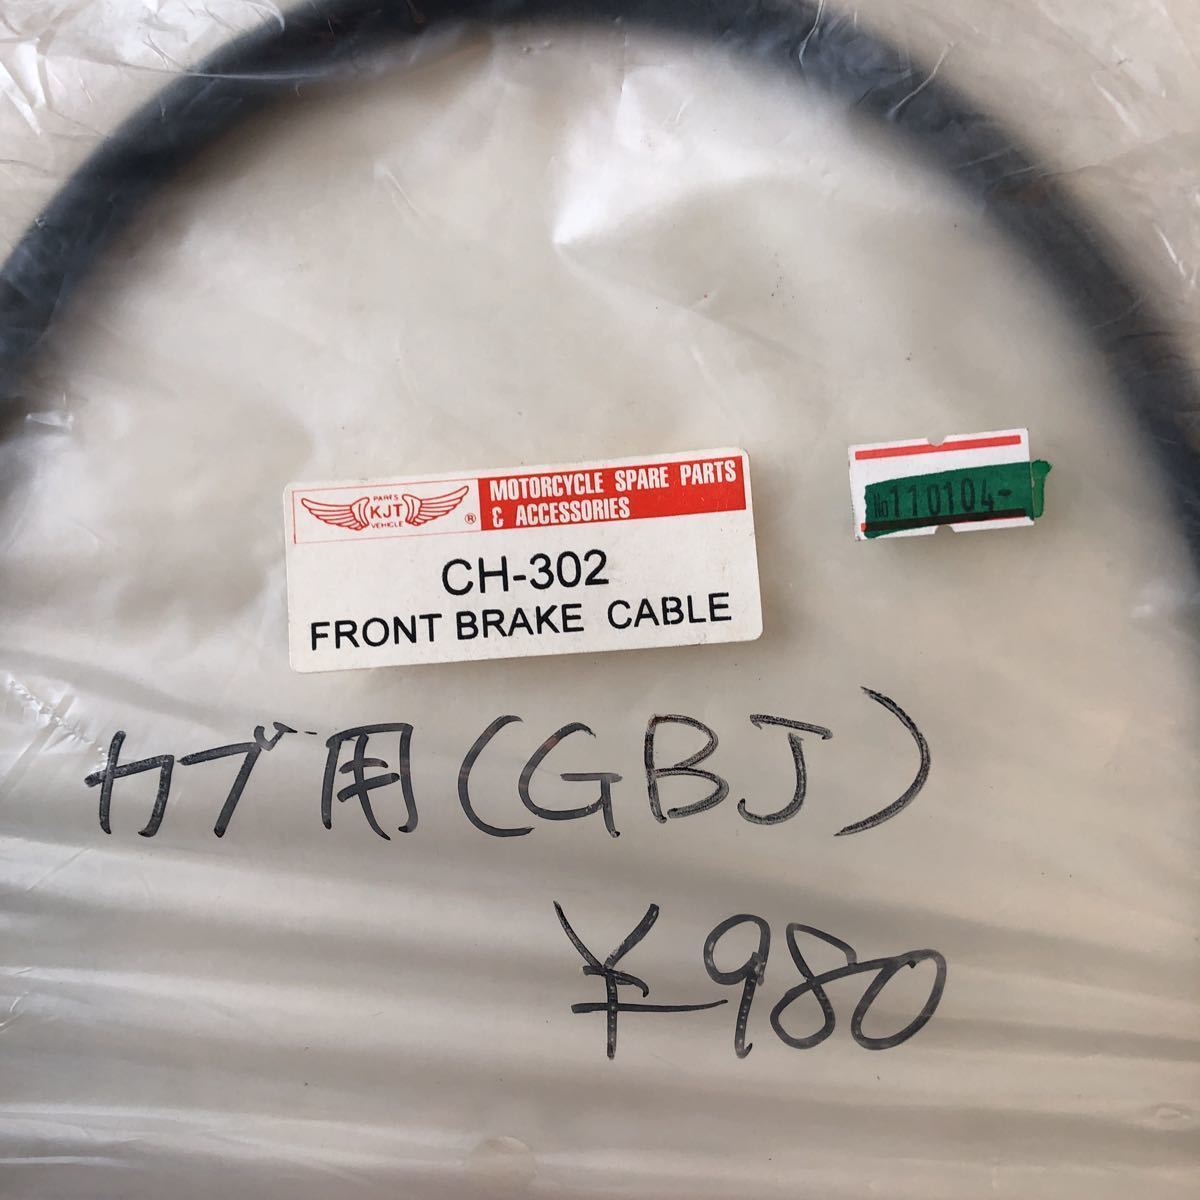 PARTS
KJT
VEHICLE
®
MOTORCYCLE SPARE PARTS
& ACCESSORIES
CH-302
FRONT BRAKE CABLE
No110104-
カブ用(GBJ)
¥980